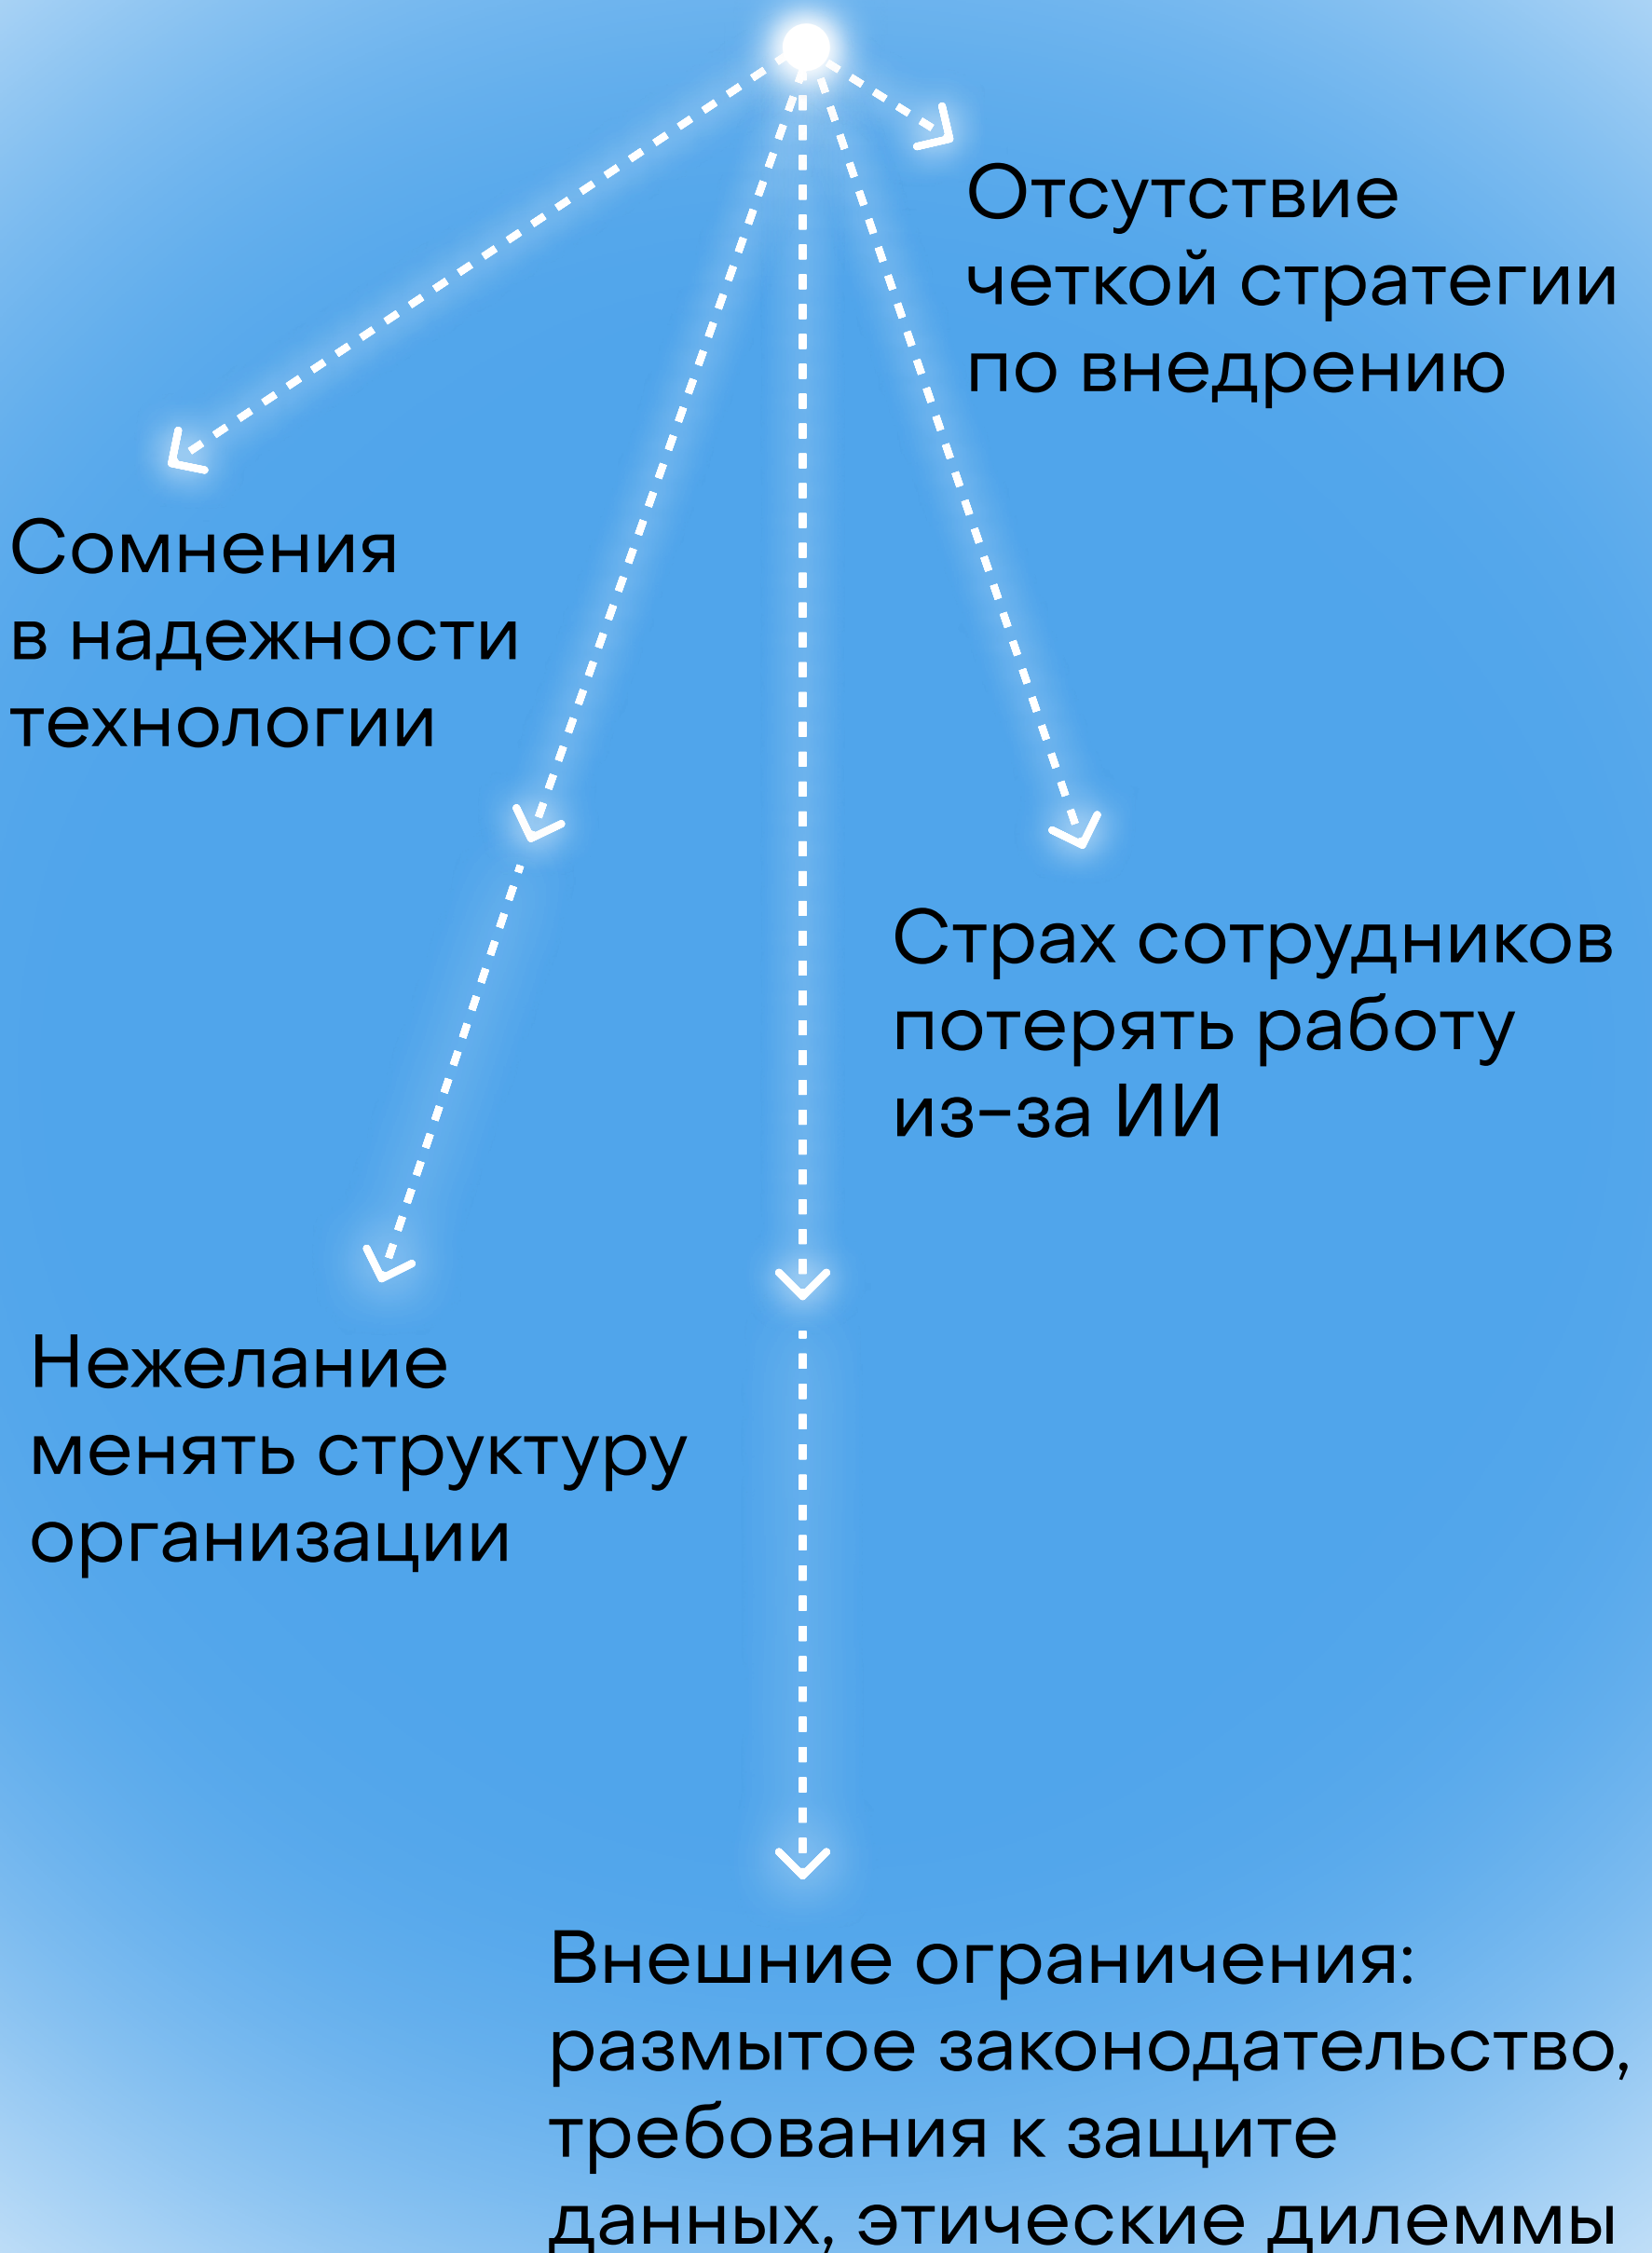 Отсутствие
четкой стратегии
по внедрению
Сомнения
в надежности
технологии
Страх сотрудников
потерять работу
из-за ИИ
Нежелание
менять структуру
организации
Внешние ограничения:
размытое законодательство,
требования к защите
данных, этические дилеммы